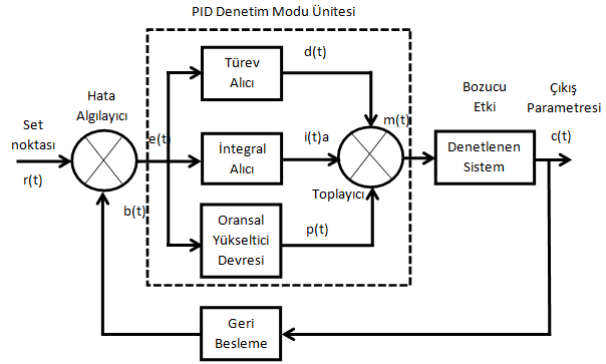 PID Denetim Modu Ünitesi
Türev
Alıcı
d(t)
Hata
Algılayıcı
Bozucu
Etki
Çıkış
Parametresi
Set
noktası
r(t)
e(t)
İntegral
Alıcı
i(t)a
m(t)
Toplayıcı
Denetlenen
Sistem
c(t)
b(t)
Oransal
Yükseltici
Devresi
p(t)
Geri
Besleme